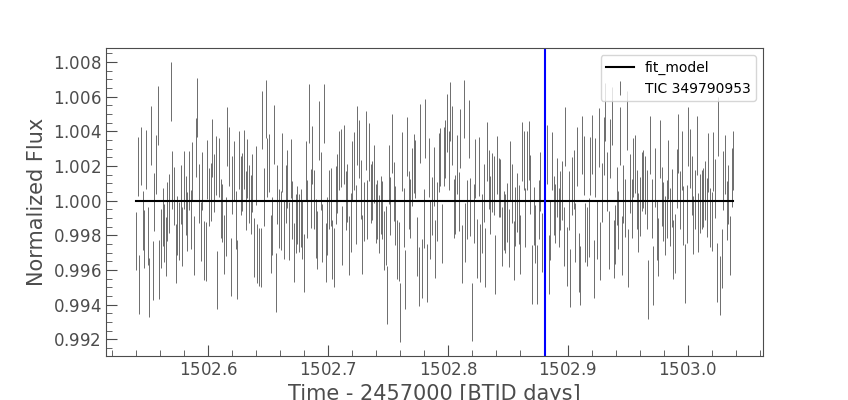 1.008
1.006
1.004
1.002
1.000
0.998
0.996
0.994
0.992
Normalized Flux
fit_model
TIC 349790953
1502.6 1502.7 1502.8 1502.9 1503.0
Time - 2457000 [BTJD days]